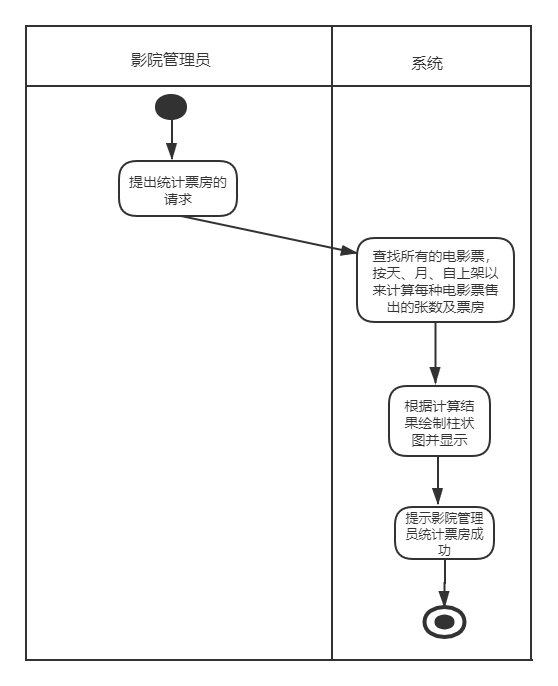 影院管理员
系统
提出统计票房的
请求
查找所有的电影票，
按天、月、自上架以
来计算每种电影票售
出的张数及票房
根据计算结
果绘制柱状
图并显示
提示影院管理
员统计票房成
功